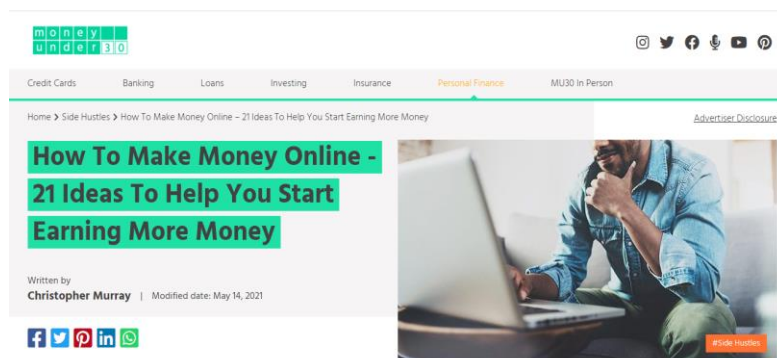 money
under30
Credit Cards Banking Loans Investing Insurance Personal Finance MU30 In Person
Home > Side Hustles > How To Make Money Online – 21 Ideas To Help You Start Earning More Money
Advertiser Disclosure
How To Make Money Online -
21 Ideas To Help You Start
Earning More Money
Written by
Christopher Murray | Modified date: May 14, 2021
#Side Hustles